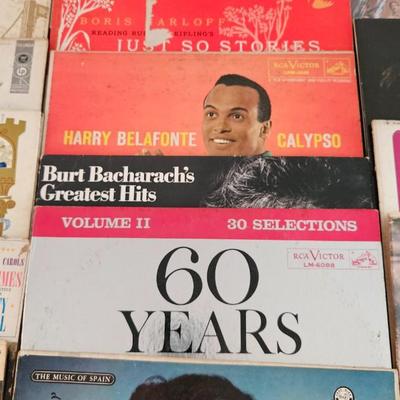 BORIS KARLOFF
JUST SO STORIES
RCA VICTOR
HARRY BELAFONTE CALYPSO
Burt Bacharach's
Greatest Hits
VOLUME II 30 SELECTIONS
RCA VICTOR
LM-6088
60
YEARS
THE MUSIC OF SPAIN
CAROLS